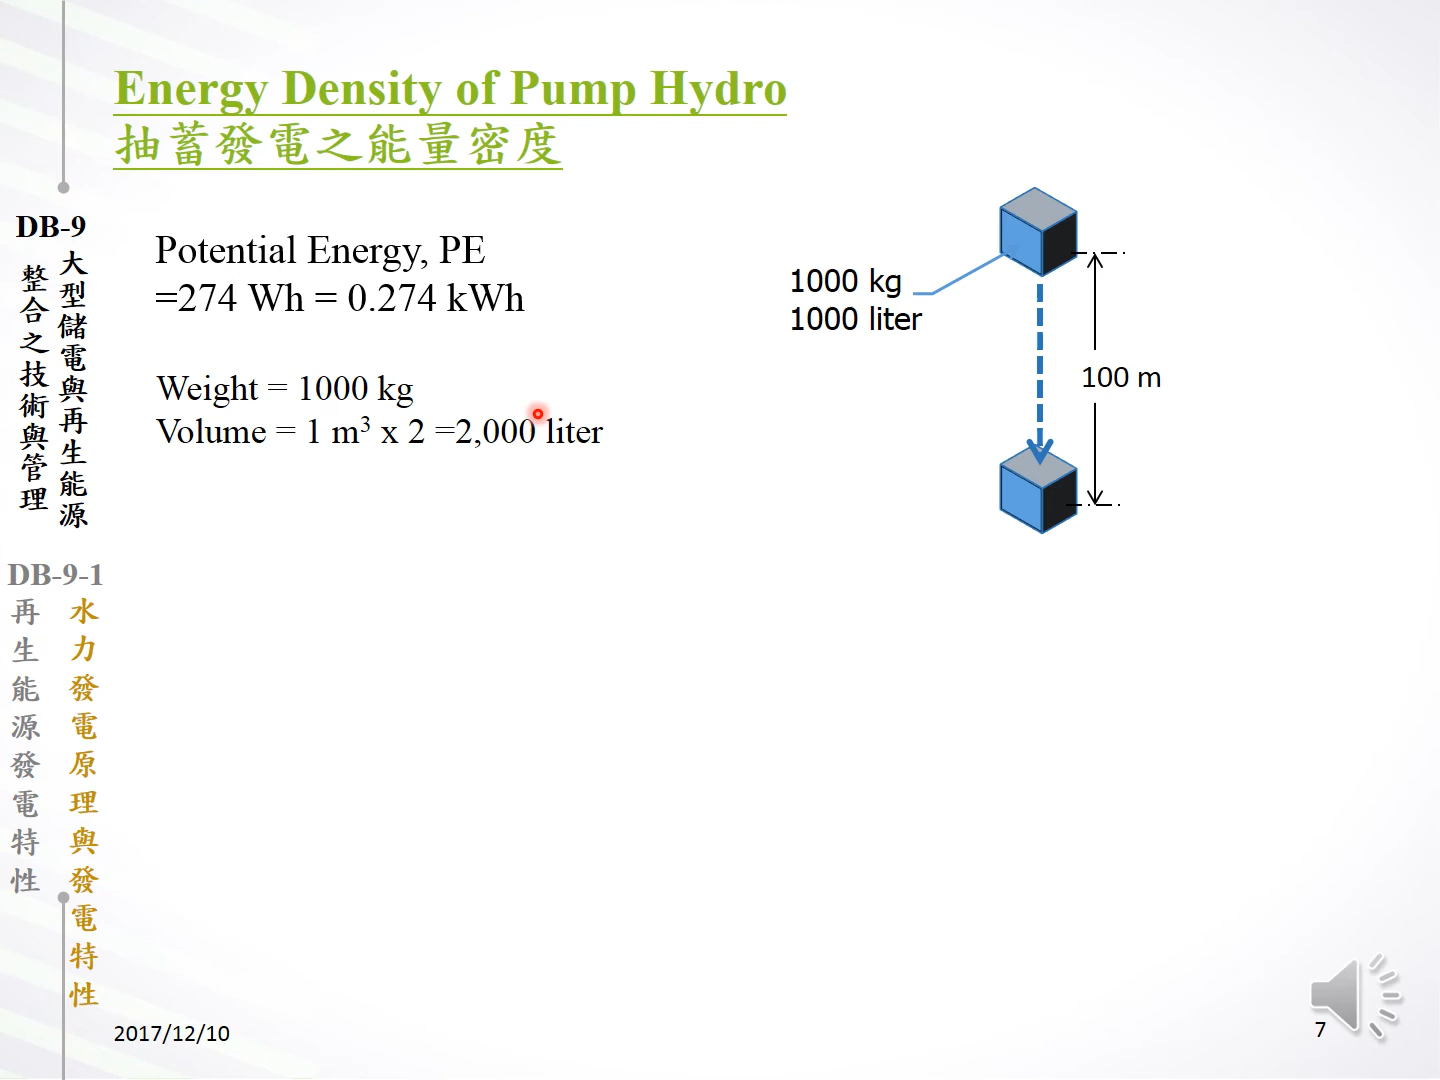 Energy Density of Pump Hydro
抽蓄發電之能量密度
DB-9
大型儲電與再生能源
整合之技術與管理
DB-9-1
再生能源發電特性
水力發電原理與發電特性
Potential Energy, PE
=274 Wh = 0.274 kWh
Weight = 1000 kg
Volume = 1 m³ x 2 =2,000 liter
1000 kg
1000 liter
100 m
2017/12/10
7